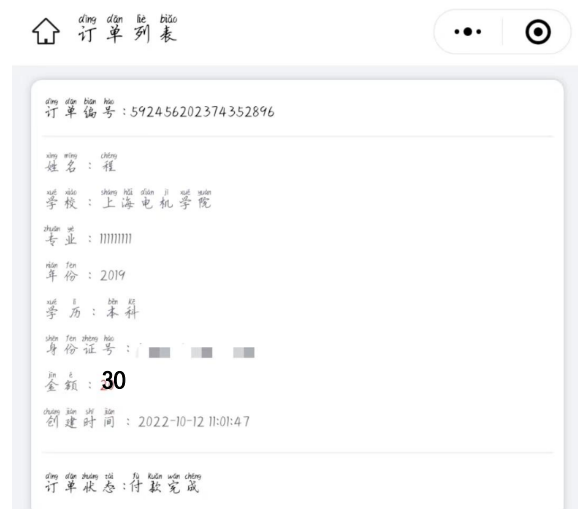 订单列表
订单编号:592456202374352896
姓名:程
学校:上海电机学院
专业:111111111
年份:2019
学历:本科
身份证号:
金额:30
创建时间:2022-10-12 11:01:47
订单状态:付款完成